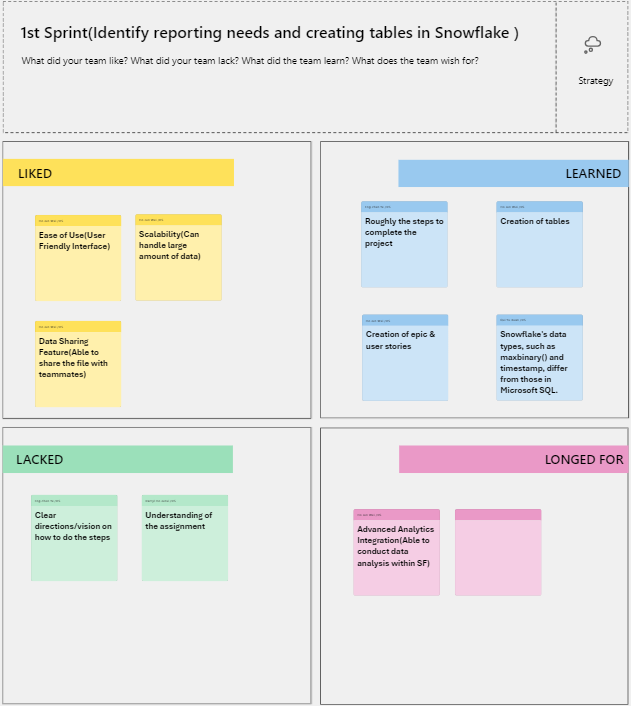 1st Sprint(Identify reporting needs and creating tables in Snowflake )
What did your team like? What did your team lack? What did the team learn? What does the team wish for?
Strategy
LIKED
Ease of Use(User
Friendly Interface)
Scalability(Can
handle large
amount of data)
Data Sharing
Feature(Able to
share the file with
teammates)
LEARNED
Roughly the steps to
complete the
project
Creation of tables
Creation of epic &
user stories
Snowflake's data
types, such as
maxbinary() and
timestamp, differ
from those in
Microsoft SQL.
LACKED
Clear
directions/vision on
how to do the steps
Understanding of
the assignment
LONGED FOR
Advanced Analytics
Integration(Able to
conduct data
analysis within SF)